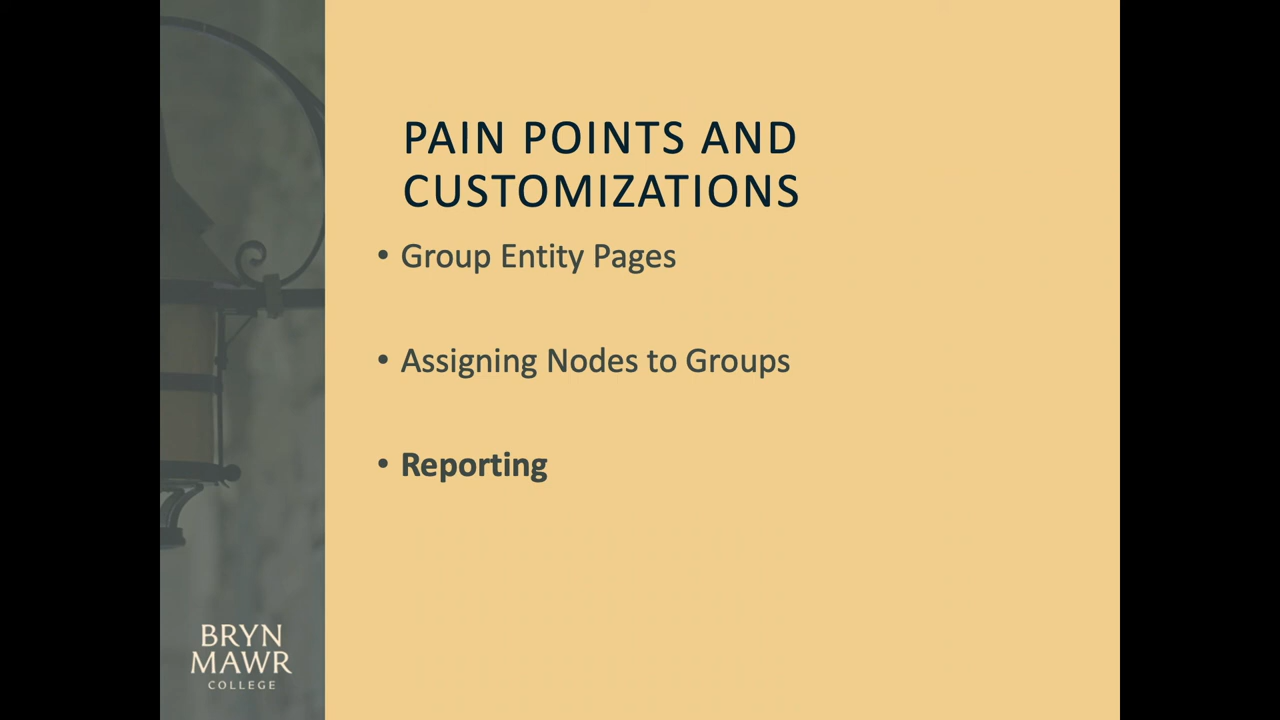 PAIN POINTS AND
CUSTOMIZATIONS
• Group Entity Pages
• Assigning Nodes to Groups
• Reporting
BRYN
MAWR
COLLEGE